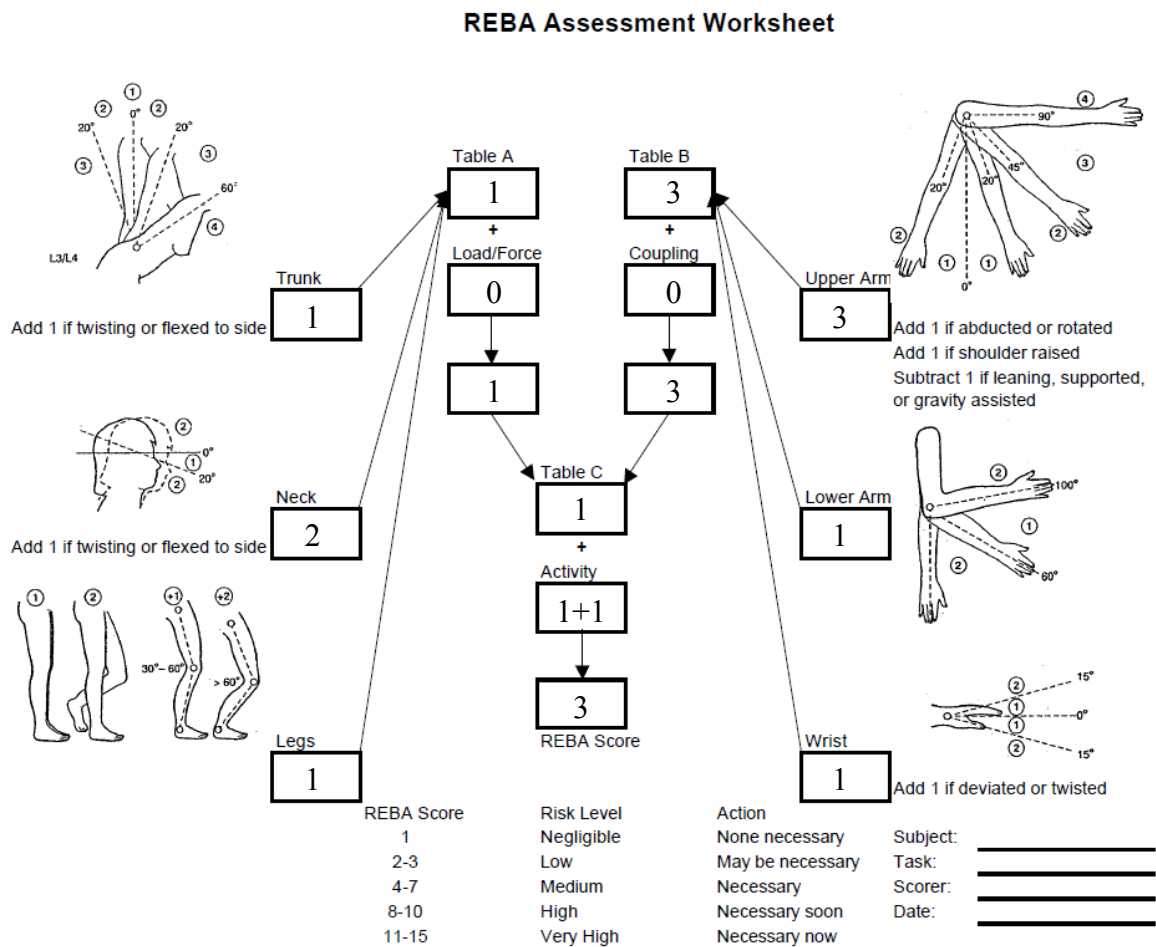 REBA Assessment Worksheet
① ② ② 0° 20° 20° ③ ③ 60° ④
L3/L4
Trunk
1
Add 1 if twisting or flexed to side
② 0° ① 20° ②
Neck
2
Add 1 if twisting or flexed to side
① ② +1 +2
30°– 60° > 60°
Legs
1
Table A
1
+
Load/Force
0
1
Table B
3
+
Coupling
0
3
Table C
1
+
Activity
1+1
3
REBA Score
④ 90° ③ 45° 20° 20° ② ② ① ① 0°
Upper Arm
3
Add 1 if abducted or rotated
Add 1 if shoulder raised
Subtract 1 if leaning, supported,
or gravity assisted
② 100° ① ② 60°
Lower Arm
1
② 15° ① 0° ① ② 15°
Wrist
1
Add 1 if deviated or twisted
REBA Score Risk Level Action
1 Negligible None necessary
2-3 Low May be necessary
4-7 Medium Necessary
8-10 High Necessary soon
11-15 Very High Necessary now
Subject:
Task:
Scorer:
Date: